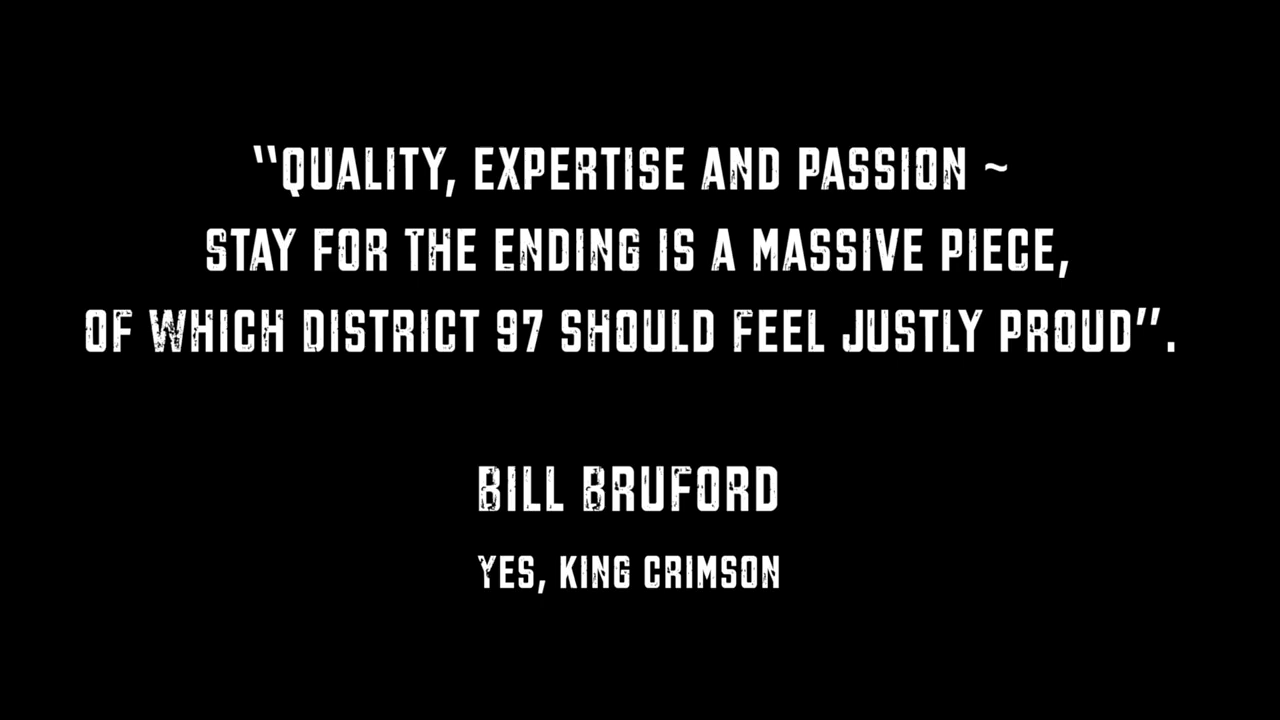 “QUALITY, EXPERTISE AND PASSION ~
STAY FOR THE ENDING IS A MASSIVE PIECE,
OF WHICH DISTRICT 97 SHOULD FEEL JUSTLY PROUD”.
BILL BRUFORD
YES, KING CRIMSON